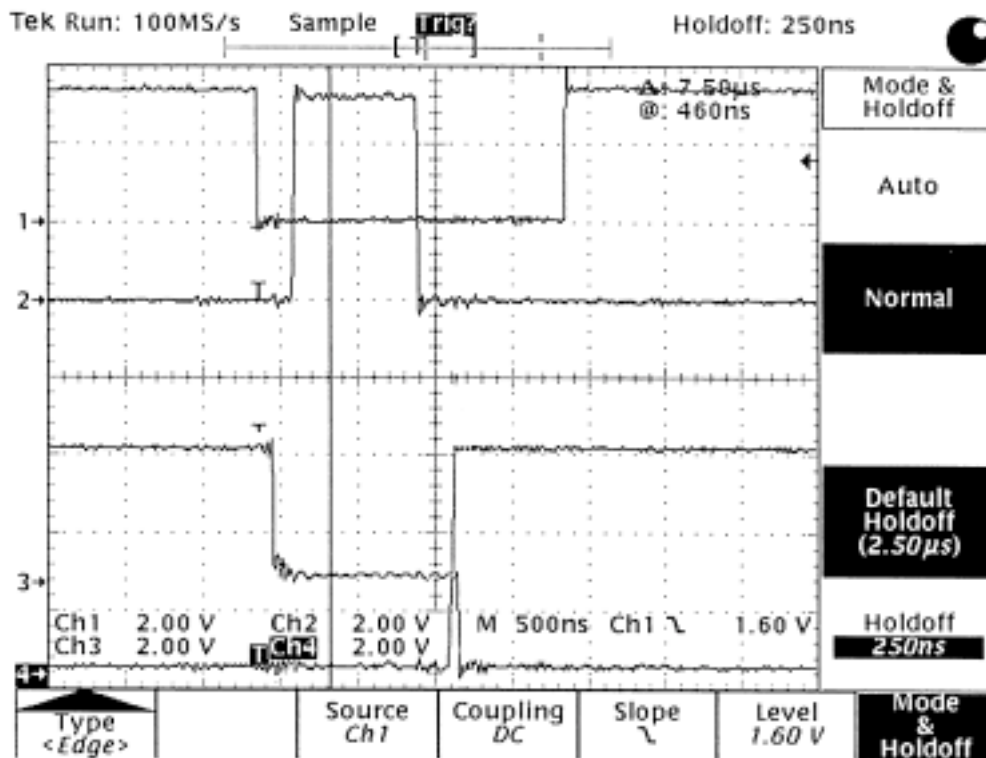 Tek Run: 100MS/s Sample Trig? Holdoff: 250ns
Δ: 7.50µs
@: 460ns
Mode &
Holdoff
Auto
Normal
Default
Holdoff
(2.50µs)
Holdoff
250ns
1→
2→
3→
4→
T
T
Ch1 2.00 V Ch2 2.00 V M 500ns Ch1 1.60 V
Ch3 2.00 V Ch4 2.00 V
Type
<Edge>
Source
Ch1
Coupling
DC
Slope
Level
1.60 V
Mode
&
Holdoff